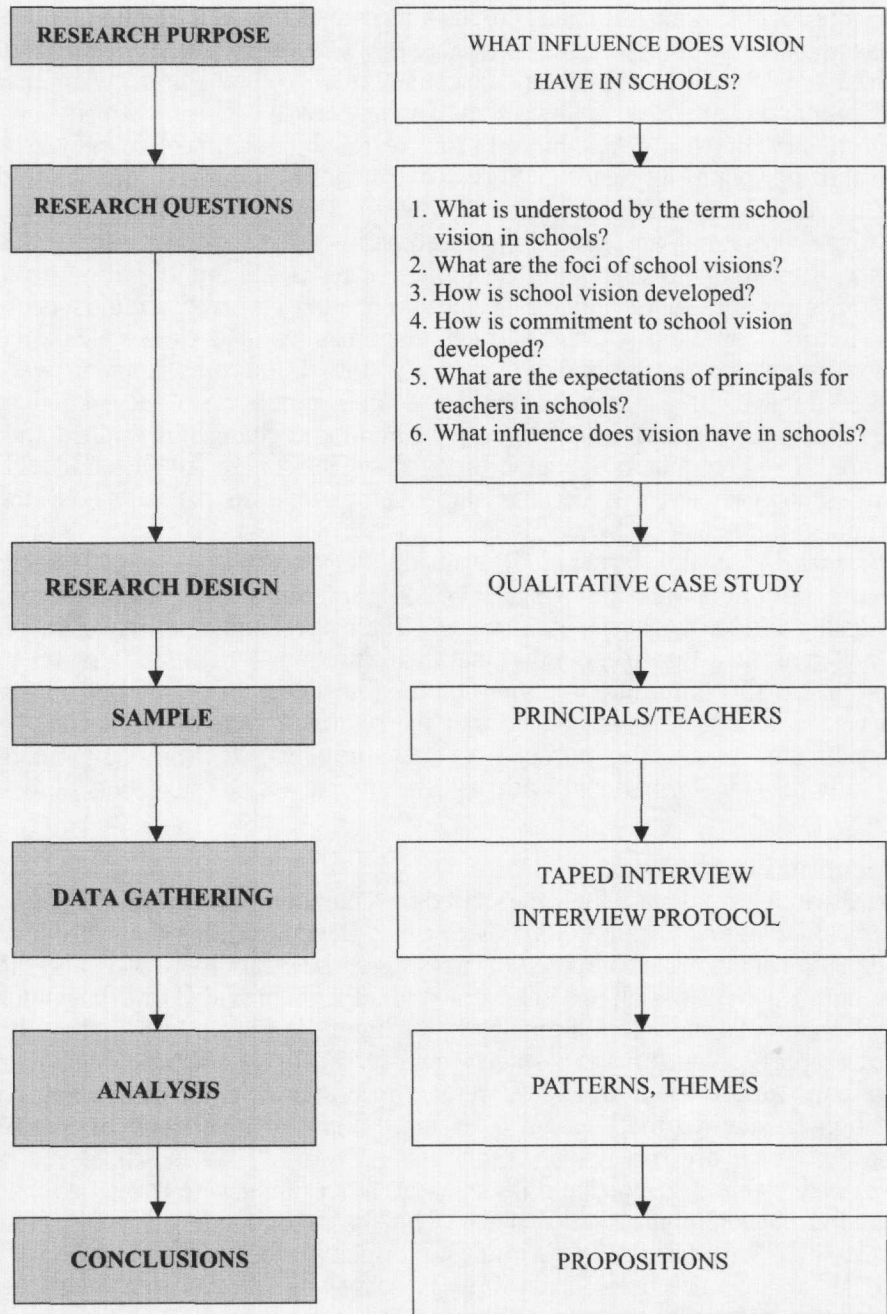 RESEARCH PURPOSE
WHAT INFLUENCE DOES VISION
HAVE IN SCHOOLS?
RESEARCH QUESTIONS
1. What is understood by the term school
vision in schools?
2. What are the foci of school visions?
3. How is school vision developed?
4. How is commitment to school vision
developed?
5. What are the expectations of principals for
teachers in schools?
6. What influence does vision have in schools?
RESEARCH DESIGN
QUALITATIVE CASE STUDY
SAMPLE
PRINCIPALS/TEACHERS
DATA GATHERING
TAPED INTERVIEW
INTERVIEW PROTOCOL
ANALYSIS
PATTERNS, THEMES
CONCLUSIONS
PROPOSITIONS